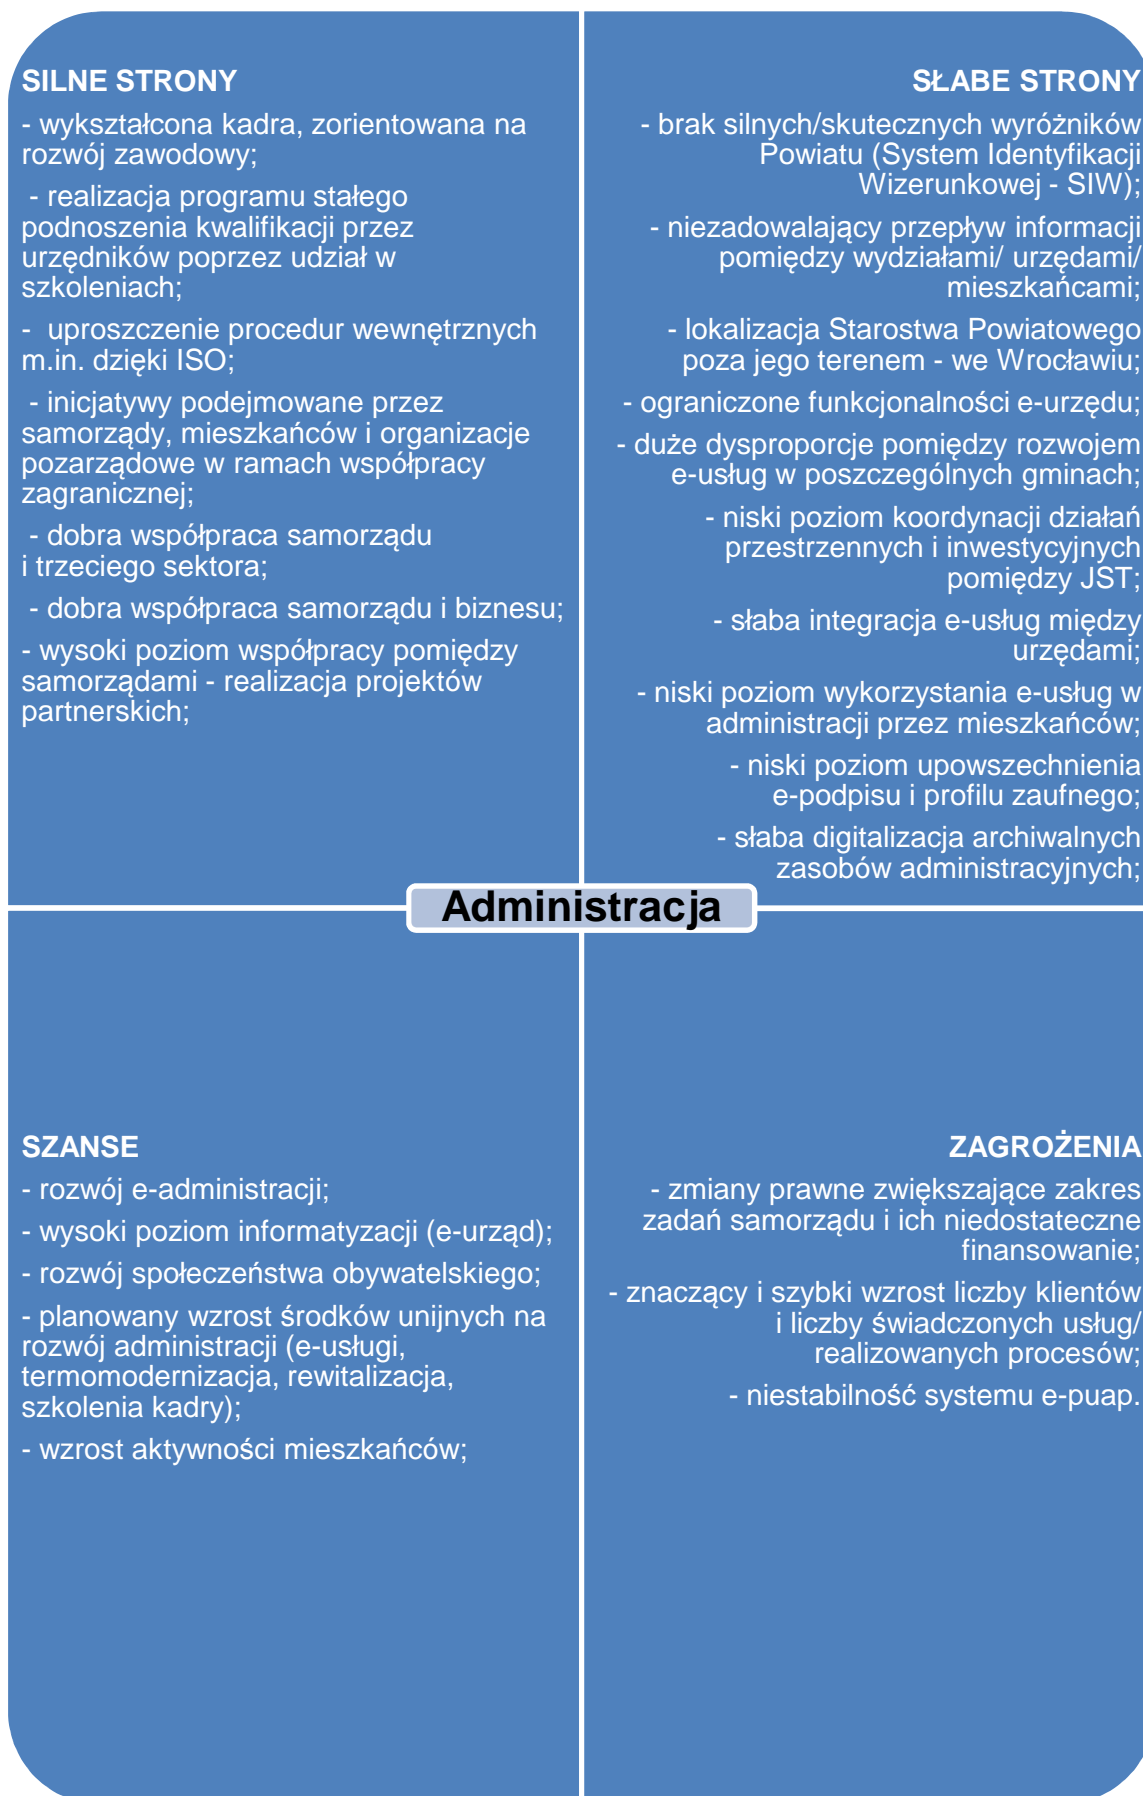 SILNE STRONY
- wykształcona kadra, zorientowana na
rozwój zawodowy;
- realizacja programu stałego
podnoszenia kwalifikacji przez
urzędników poprzez udział w
szkoleniach;
- uproszczenie procedur wewnętrznych
m.in. dzięki ISO;
- inicjatywy podejmowane przez
samorządy, mieszkańców i organizacje
pozarządowe w ramach współpracy
zagranicznej;
- dobra współpraca samorządu
i trzeciego sektora;
- dobra współpraca samorządu i biznesu;
- wysoki poziom współpracy pomiędzy
samorządami - realizacja projektów
partnerskich;
SŁABE STRONY
- brak silnych/skutecznych wyróżników
Powiatu (System Identyfikacji
Wizerunkowej - SIW);
- niezadowalający przepływ informacji
pomiędzy wydziałami/ urzędami/
mieszkańcami;
- lokalizacja Starostwa Powiatowego
poza jego terenem - we Wrocławiu;
- ograniczone funkcjonalności e-urzędu;
- duże dysproporcje pomiędzy rozwojem
e-usług w poszczególnych gminach;
- niski poziom koordynacji działań
przestrzennych i inwestycyjnych
pomiędzy JST;
- słaba integracja e-usług między
urzędami;
- niski poziom wykorzystania e-usług w
administracji przez mieszkańców;
- niski poziom upowszechnienia
e-podpisu i profilu zaufnego;
- słaba digitalizacja archiwalnych
zasobów administracyjnych;
Administracja
SZANSE
- rozwój e-administracji;
- wysoki poziom informatyzacji (e-urząd);
- rozwój społeczeństwa obywatelskiego;
- planowany wzrost środków unijnych na
rozwój administracji (e-usługi,
termomodernizacja, rewitalizacja,
szkolenia kadry);
- wzrost aktywności mieszkańców;
ZAGROŻENIA
- zmiany prawne zwiększające zakres
zadań samorządu i ich niedostateczne
finansowanie;
- znaczący i szybki wzrost liczby klientów
i liczby świadczonych usług/
realizowanych procesów;
- niestabilność systemu e-puap.